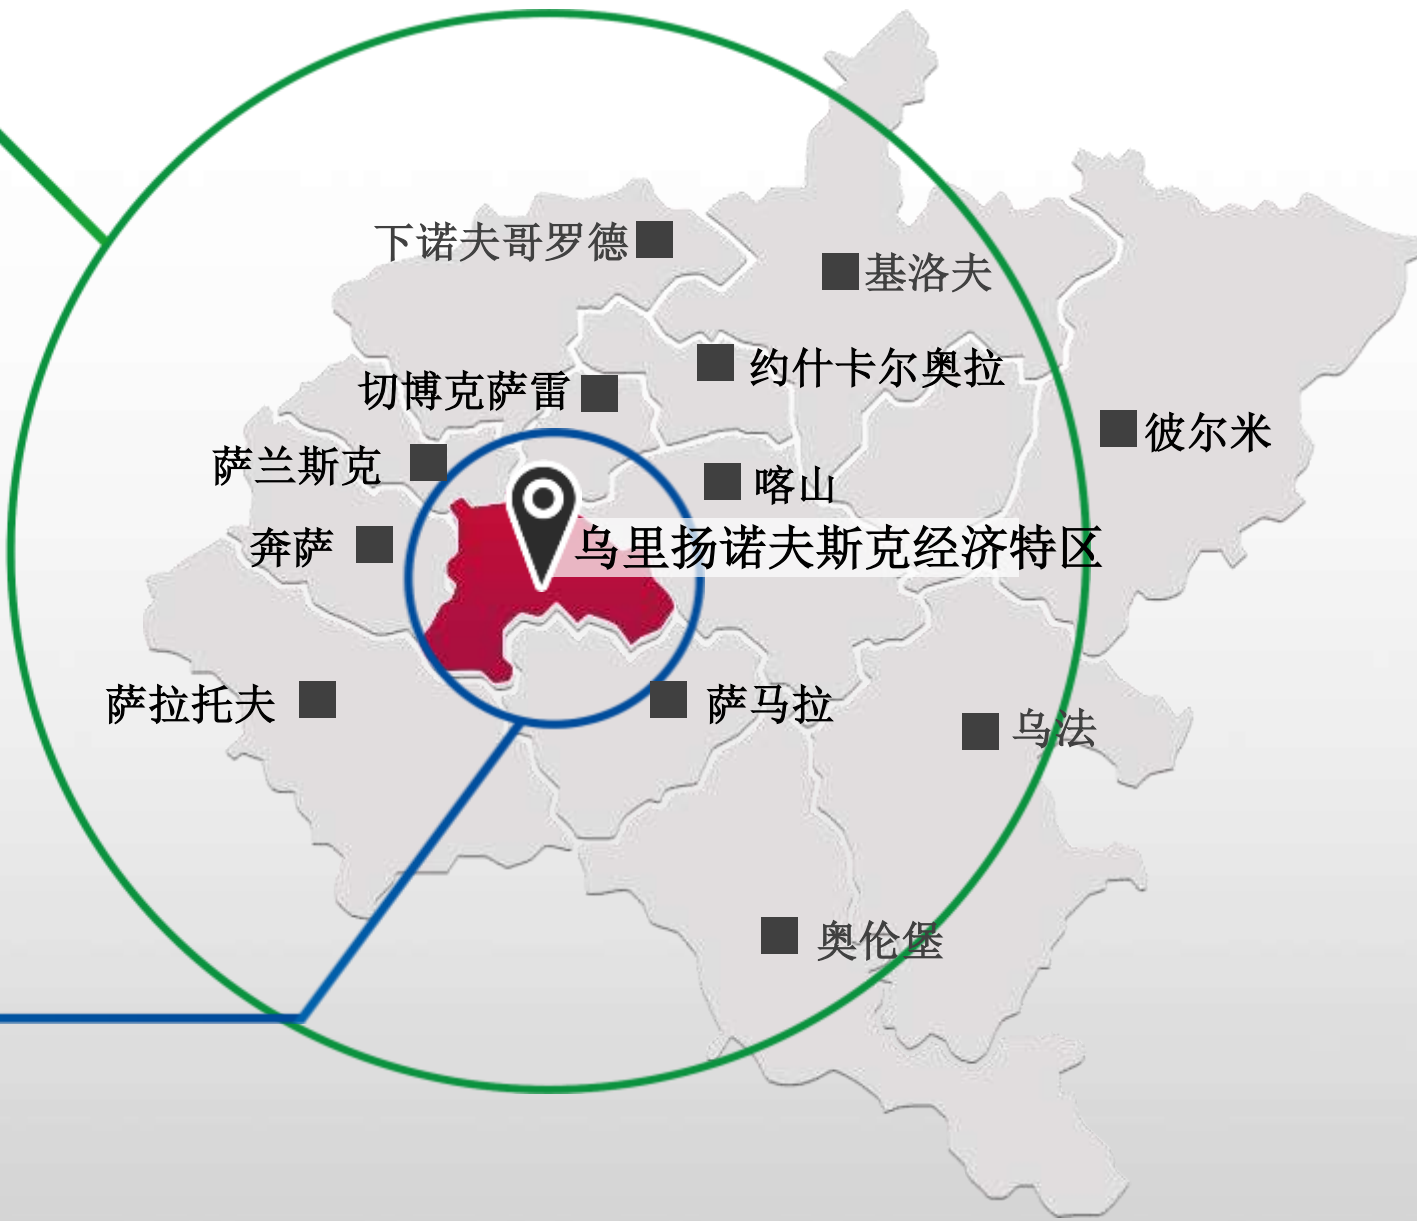 下诺夫哥罗德
基洛夫
约什卡尔奥拉
切博克萨雷
彼尔米
萨兰斯克
喀山
奔萨
乌里扬诺夫斯克经济特区
萨拉托夫
萨马拉
乌法
奥伦堡